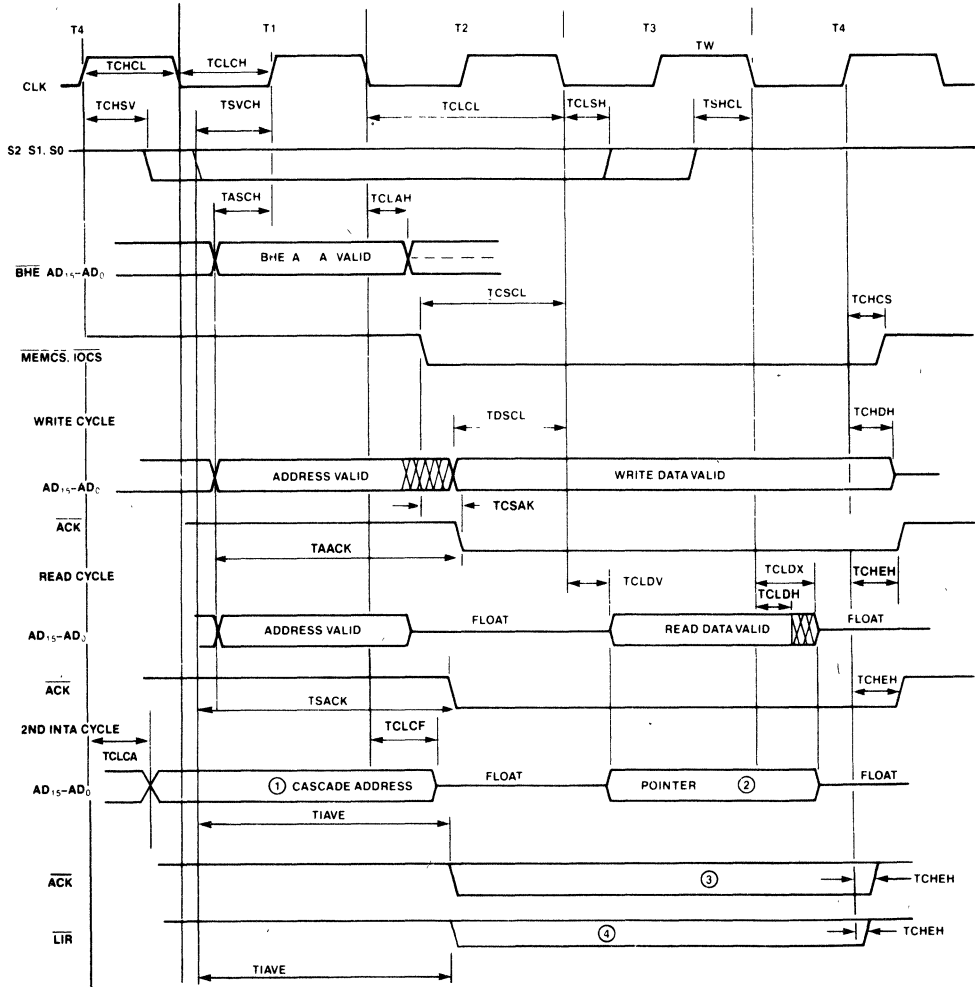 T4 T1 T2 T3 T4
TW
CLK
TCHCL TCLCH
TCHSV TSVCH TCLCL TCLSH TSHCL
S2 S1, S0
TASCH TCLAH
BHE AD15-AD0
BHE A A VALID
TCSCL TCHCS
MEMCS, IOCS
WRITE CYCLE
TDSCL TCHDH
AD15-AD0
ADDRESS VALID WRITE DATA VALID
TCSAK
ACK
TAACK
READ CYCLE
TCLDV TCLDX TCHEH
TCLDH
AD15-AD0
ADDRESS VALID FLOAT READ DATA VALID FLOAT
ACK
TSACK TCHEH
2ND INTA CYCLE
TCLCA TCLCF
AD15-AD0
① CASCADE ADDRESS FLOAT POINTER ② FLOAT
TIAVE
ACK
③ TCHEH
LIR
④ TCHEH
TIAVE